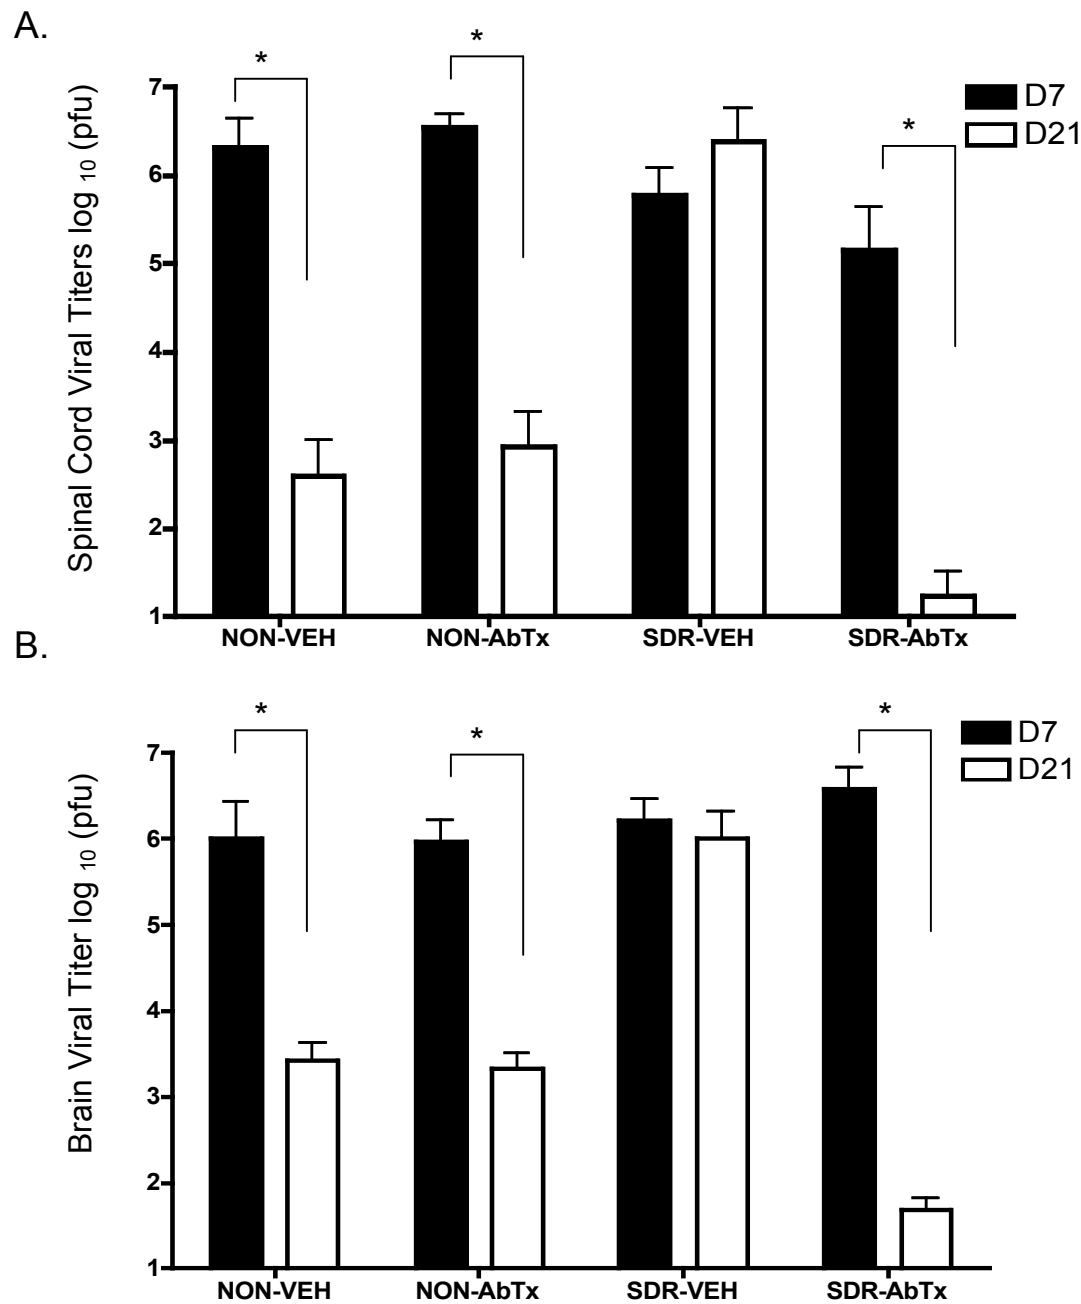 A.
Spinal Cord Viral Titers log 10 (pfu)
7
6
5
4
3
2
1
*
*
*
D7
D21
NON-VEH NON-AbTx SDR-VEH SDR-AbTx
B.
Brain Viral Titer log 10 (pfu)
7
6
5
4
3
2
1
*
*
*
D7
D21
NON-VEH NON-AbTx SDR-VEH SDR-AbTx